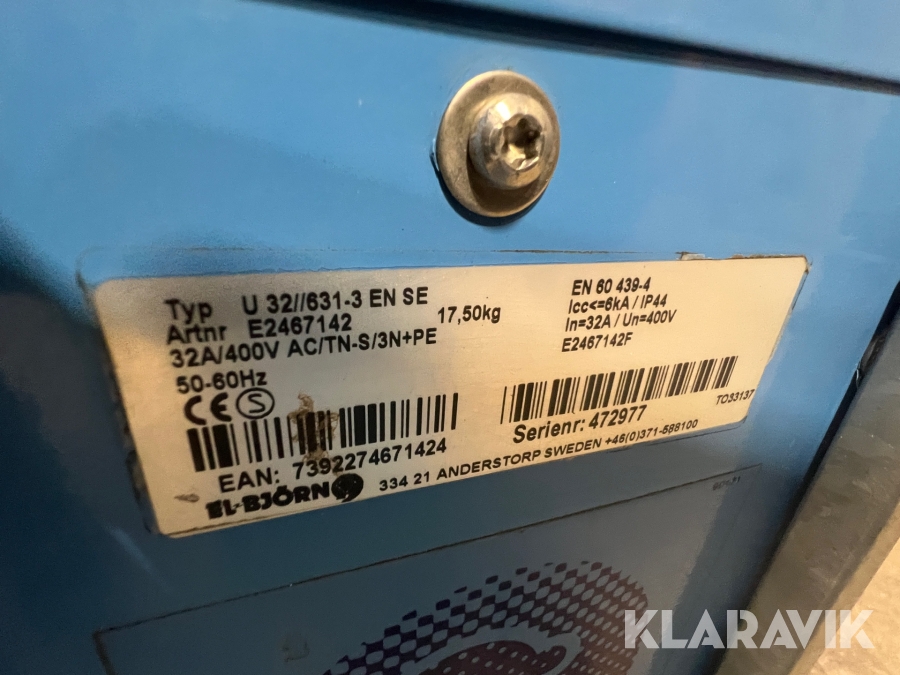 Typ U 32//631-3 EN SE
Artnr E2467142 17,50kg
32A/400V AC/TN-S/3N+PE
50-60Hz
CE S
EAN: 7392274671424
EL-BJÖRN
EN 60 439-4
Icc<=6kA / IP44
In=32A / Un=400V
E2467142F
TOS3137
Serienr: 472977
334 21 ANDERSTORP SWEDEN +46(0)371-588100
KLARAVIK